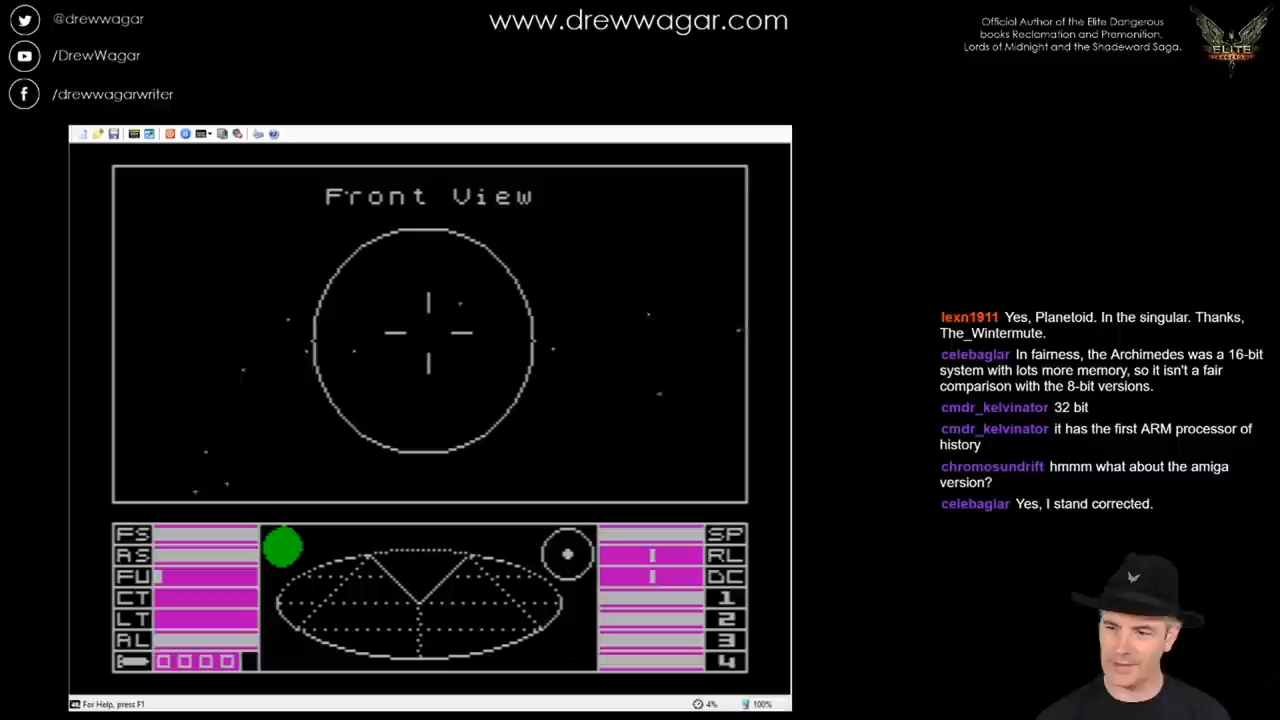 @drewwagar
/DrewWagar
/drewwagarwriter
www.drewwagar.com
Official Author of the Elite Dangerous
books Reclamation and Premonition,
Lords of Midnight and the Shadeward Saga.
ELITE
DANGEROUS
Front View
FS
AS
FU
CT
LT
AL
SP
RL
DC
1
2
3
4
For Help, press F1
4%
100%
lexn1911 Yes, Planetoid. In the singular. Thanks,
The_Wintermute.
celebaglar In fairness, the Archimedes was a 16-bit
system with lots more memory, so it isn't a fair
comparison with the 8-bit versions.
cmdr_kelvinator 32 bit
cmdr_kelvinator it has the first ARM processor of
history
chromosundrift hmmm what about the amiga
version?
celebaglar Yes, I stand corrected.